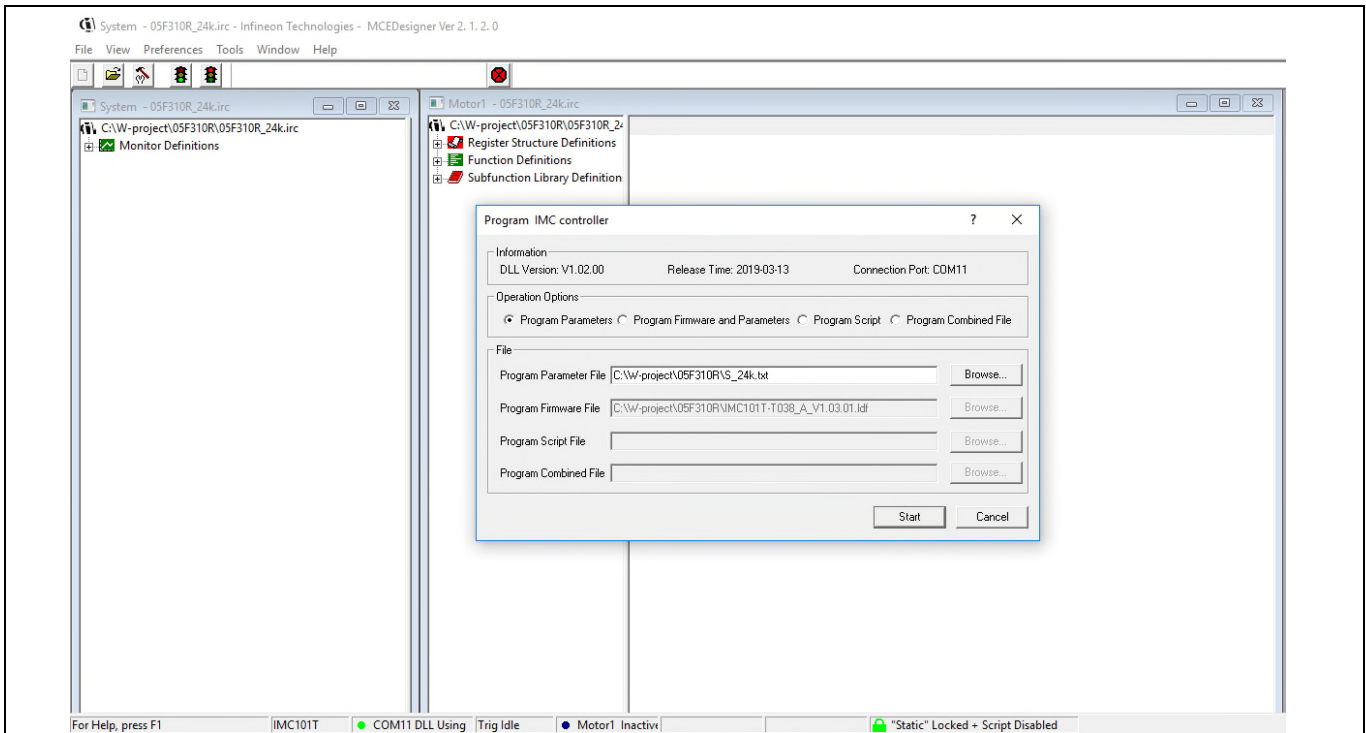 System - 05F310R_24k.irc - Infineon Technologies - MCEDesigner Ver 2. 1. 2. 0
File View Preferences Tools Window Help
System - 05F310R_24k.irc
C:\W-project\05F310R\05F310R_24k.irc
Monitor Definitions
Motor1 - 05F310R_24k.irc
C:\W-project\05F310R\05F310R_24
Register Structure Definitions
Function Definitions
Subfunction Library Definition
Program IMC controller
Information
DLL Version: V1.02.00 Release Time: 2019-03-13 Connection Port: COM11
Operation Options
Program Parameters Program Firmware and Parameters Program Script Program Combined File
File
Program Parameter File C:\W-project\05F310R\S_24k.txt Browse...
Program Firmware File C:\W-project\05F310R\IMC101T-T038_A_V1.03.01.ldf Browse...
Program Script File Browse...
Program Combined File Browse...
Start Cancel
For Help, press F1 IMC101T COM11 DLL Using Trig Idle Motor1 Inactive "Static" Locked + Script Disabled